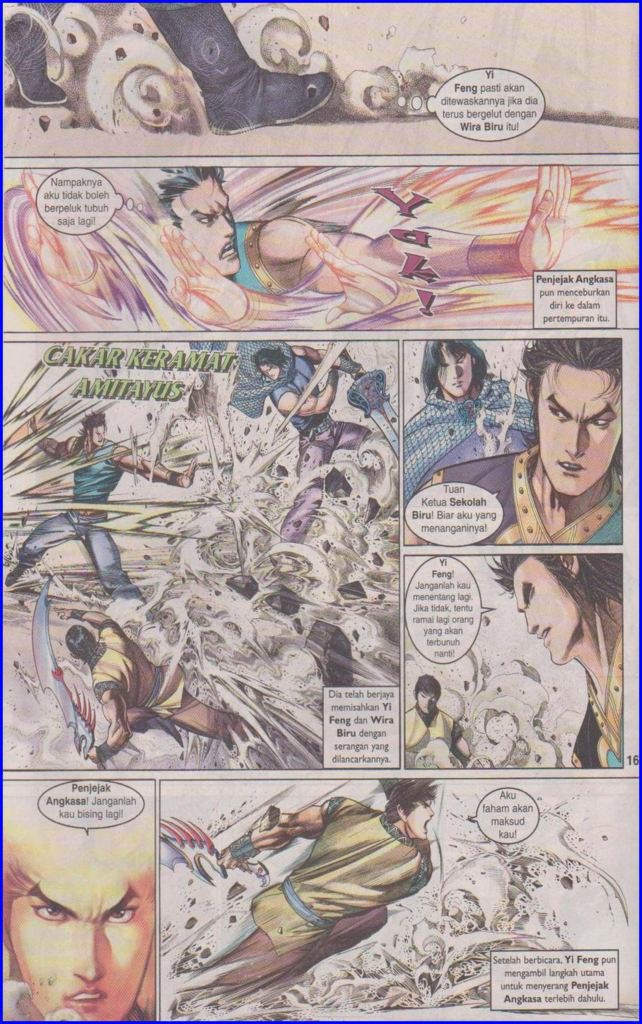 Yi
Feng pasti akan
ditewaskannya jika dia
terus bergelut dengan
Wira Biru itu!
Nampaknya
aku tidak boleh
berpeluk tubuh
saja lagi!
Yak!
Penjejak Angkasa
pun menceburkan
diri ke dalam
pertempuran itu.
CAKAR KERAMAT
AMITAYUS
Dia telah berjaya
memisahkan Yi
Feng dan Wira
Biru dengan
serangan yang
dilancarkannya.
Tuan
Ketua Sekolah
Biru! Biar aku yang
menanganinya!
Yi
Feng!
Janganlah kau
menentang lagi.
Jika tidak, tentu
ramai lagi orang
yang akan
terbunuh
nanti!
16
Penjejak
Angkasa! Janganlah
kau bising lagi!
Aku
faham akan
maksud
kau!
Setelah berbicara, Yi Feng pun
mengambil langkah utama
untuk menyerang Penjejak
Angkasa terlebih dahulu.